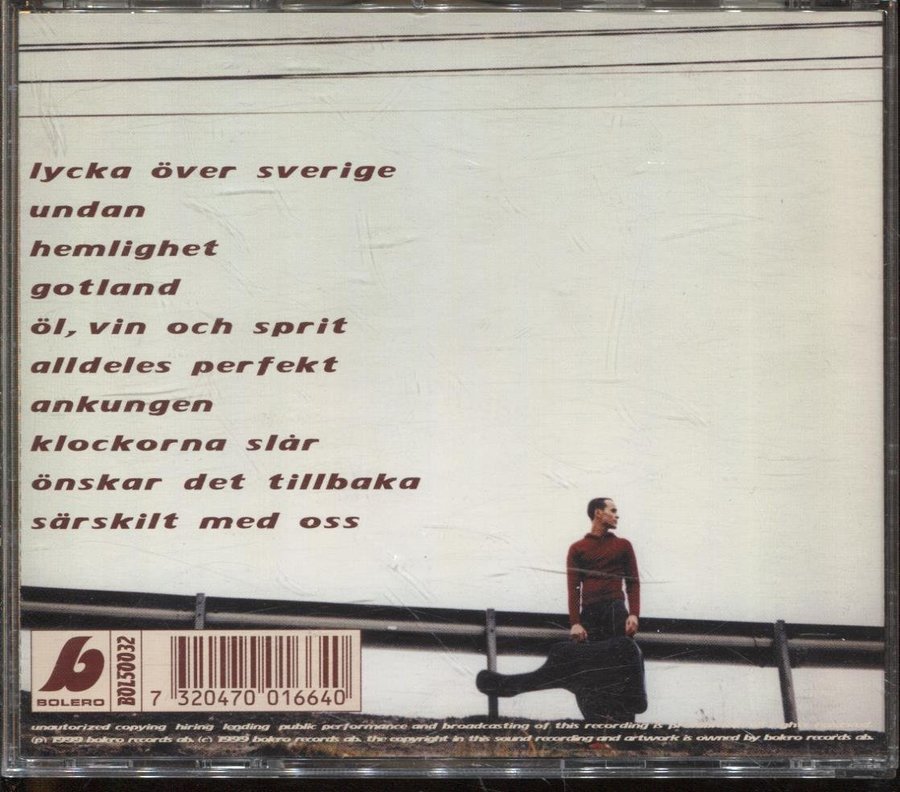 lycka över sverige
undan
hemlighet
gotland
öl, vin och sprit
alldeles perfekt
ankungen
klockorna slår
önskar det tillbaka
särskilt med oss
BOLERO
BOL50032
7 320470 016640
unautorized copying hiring lending public performance and broadcasting of this recording is
(p) 1999 bolero records ab. (c) 1999 bolero records ab. the copyright in this sound recording and artwork is owned by bolero records ab.